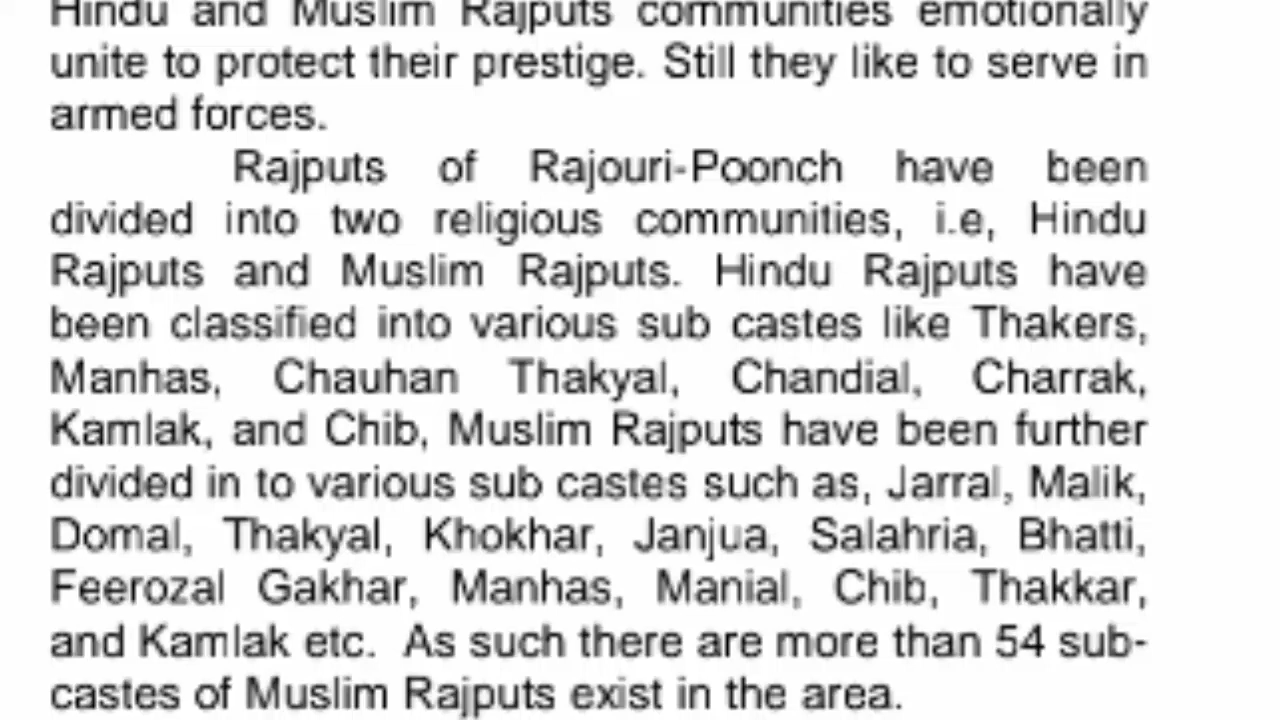 Hindu and Muslim Rajputs communities emotionally
unite to protect their prestige. Still they like to serve in
armed forces.
Rajputs of Rajouri-Poonch have been
divided into two religious communities, i.e, Hindu
Rajputs and Muslim Rajputs. Hindu Rajputs have
been classified into various sub castes like Thakers,
Manhas, Chauhan Thakyal, Chandial, Charrak,
Kamlak, and Chib, Muslim Rajputs have been further
divided in to various sub castes such as, Jarral, Malik,
Domal, Thakyal, Khokhar, Janjua, Salahria, Bhatti,
Feerozal Gakhar, Manhas, Manial, Chib, Thakkar,
and Kamlak etc. As such there are more than 54 sub-
castes of Muslim Rajputs exist in the area.